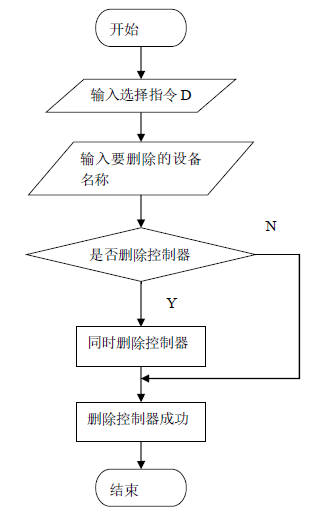 开始
输入选择指令 D
输入要删除的设备
名称
是否删除控制器
N
Y
同时删除控制器
删除控制器成功
结束